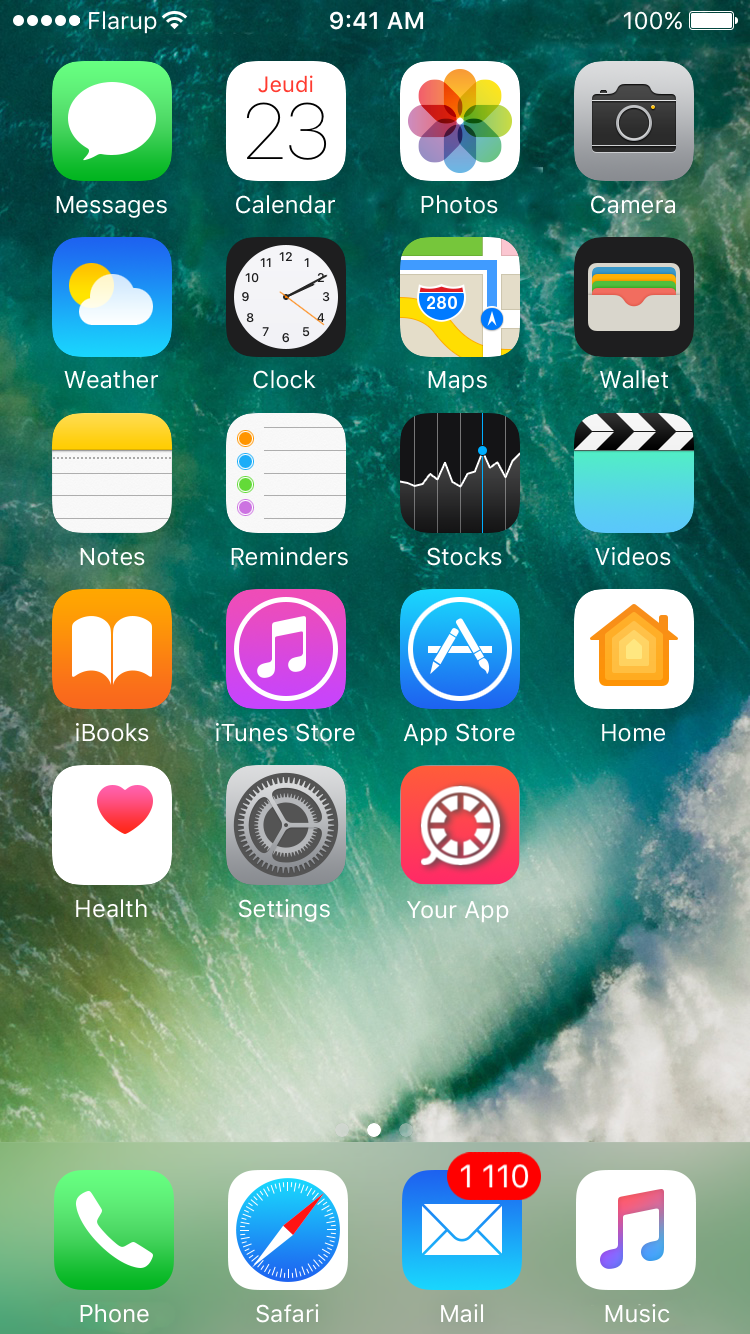 Flarup 9:41 AM 100%
Jeudi
23
Messages Calendar Photos Camera
12
11 1
10 2
9 3
280
8 4
7 5
6
Weather Clock Maps Wallet
Notes Reminders Stocks Videos
iBooks iTunes Store App Store Home
Health Settings Your App
1 110
Phone Safari Mail Music